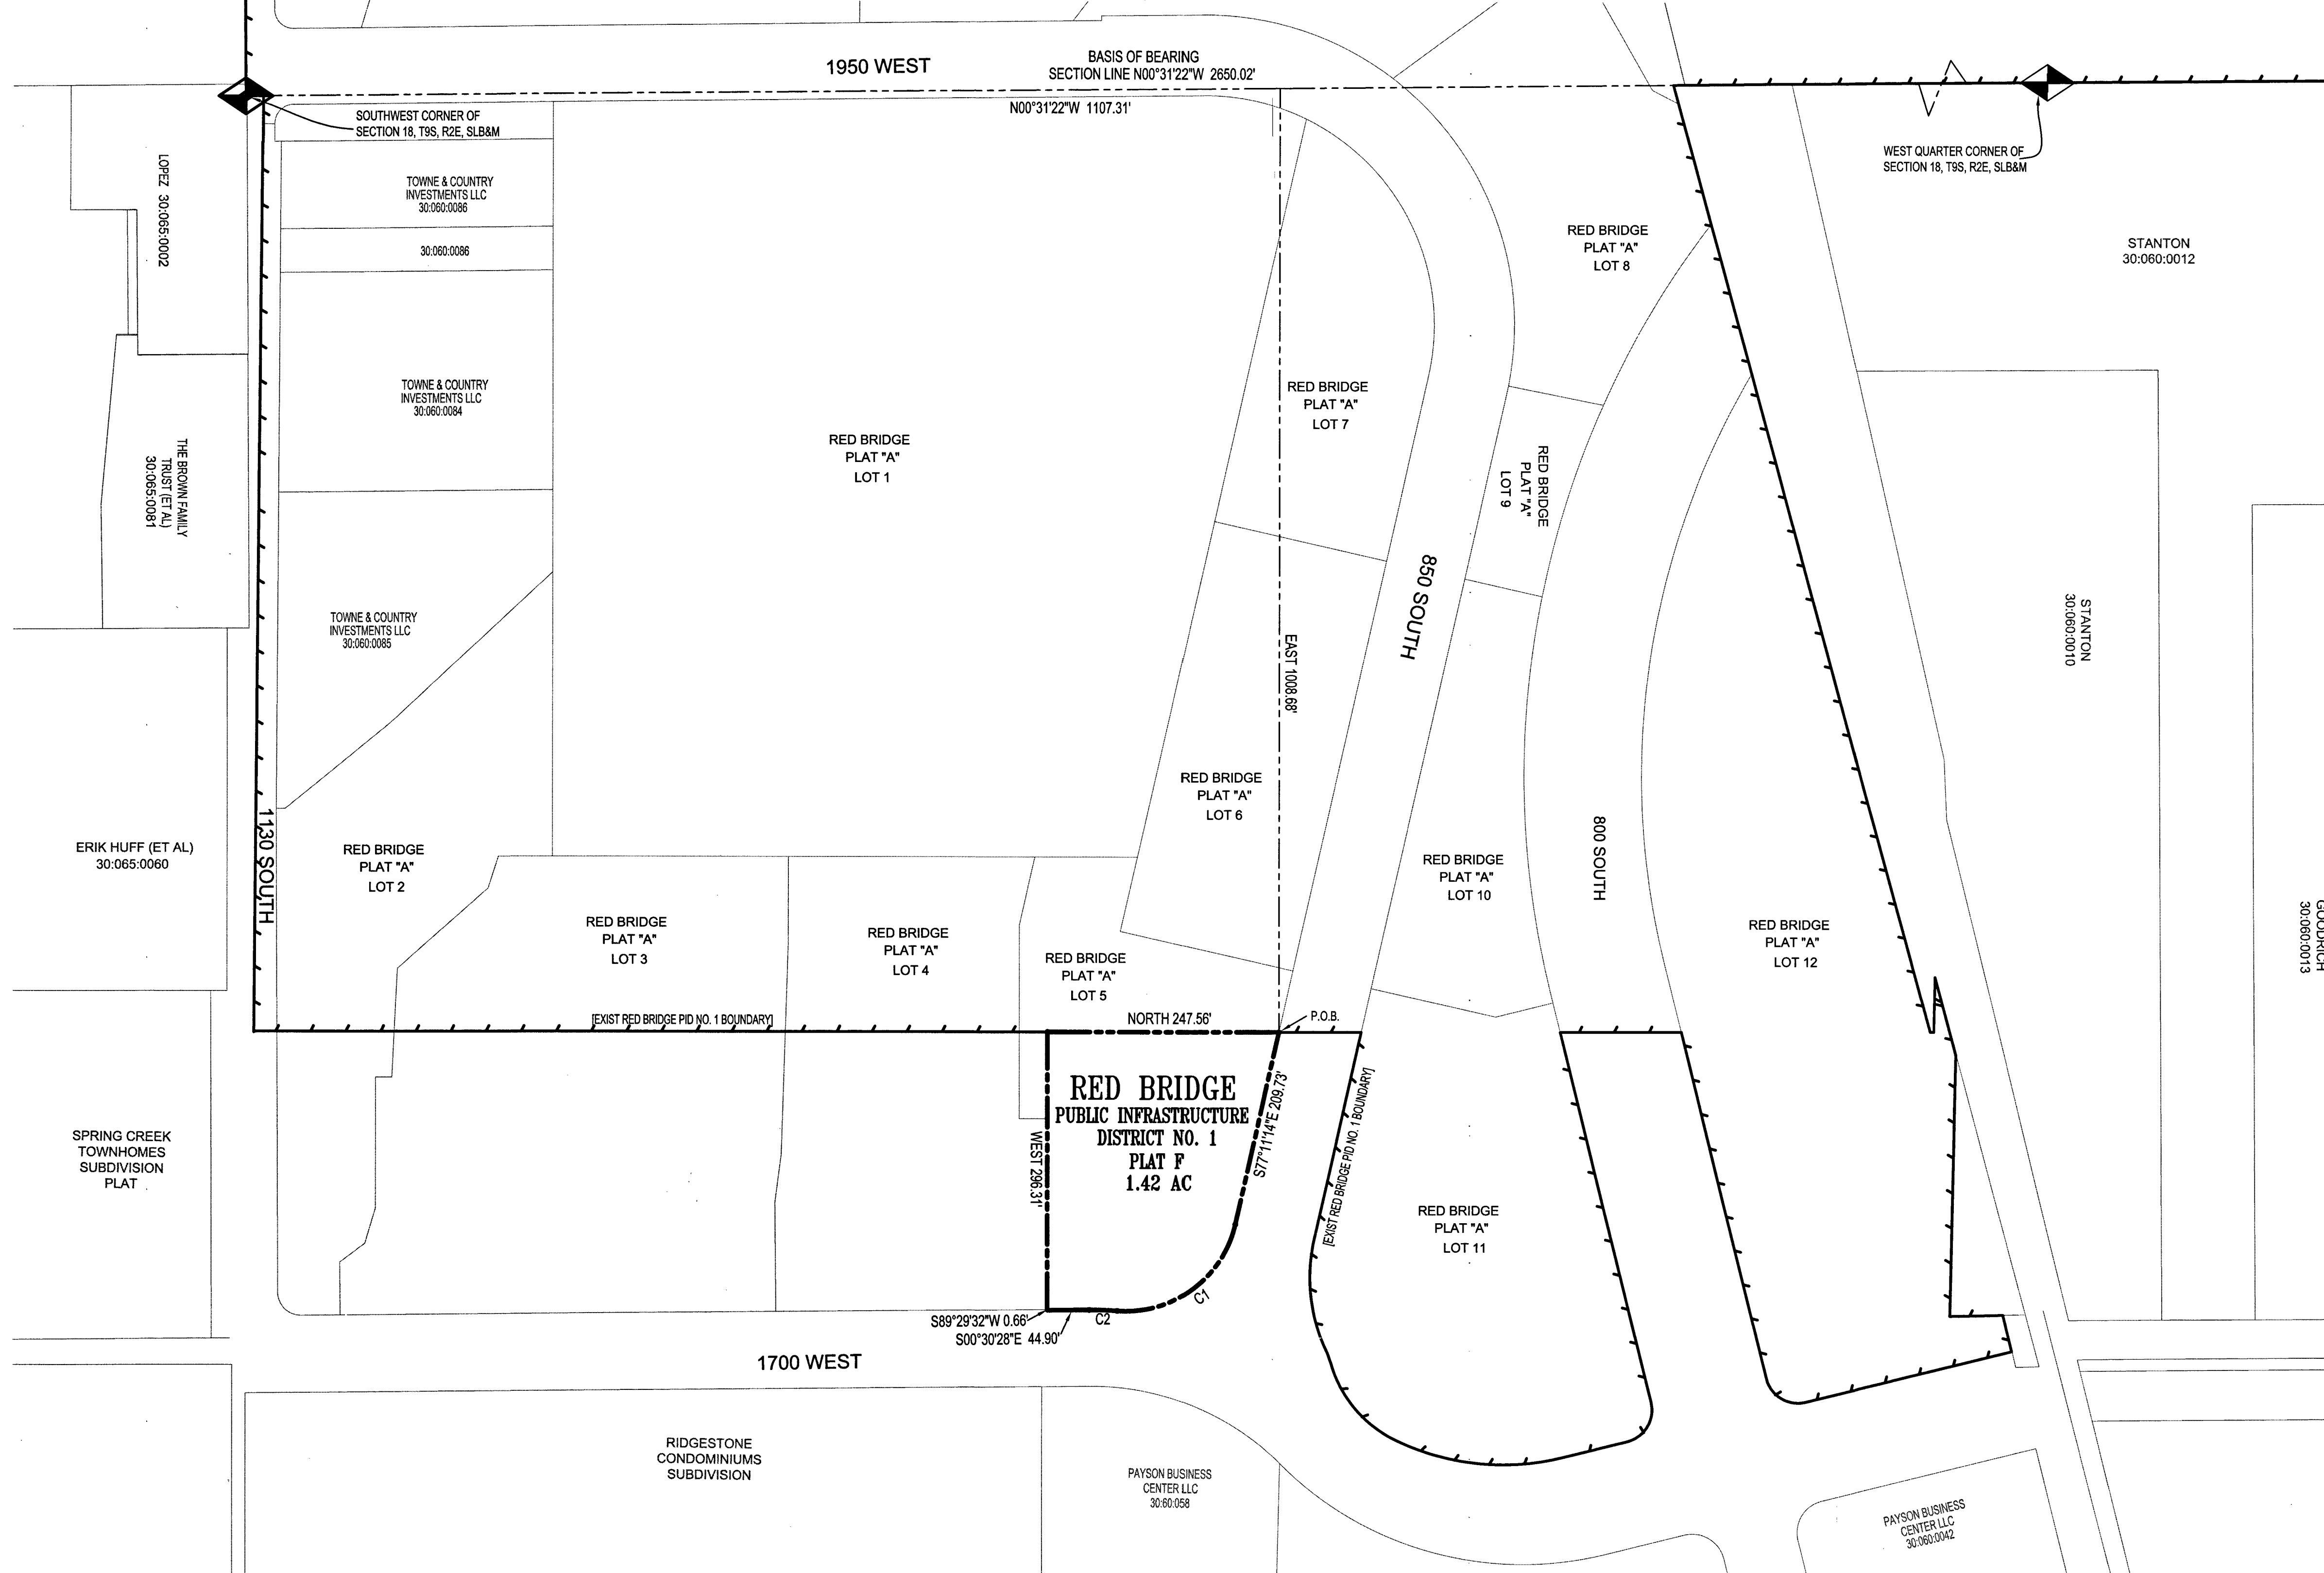 1950 WEST
BASIS OF BEARING
SECTION LINE N00°31'22"W 2650.02'
N00°31'22"W 1107.31'
SOUTHWEST CORNER OF
SECTION 18, T9S, R2E, SLB&M
WEST QUARTER CORNER OF
SECTION 18, T9S, R2E, SLB&M
LOPEZ 30:065:0002
TOWNE & COUNTRY
INVESTMENTS LLC
30:060:0086
30:060:0086
RED BRIDGE
PLAT "A"
LOT 8
STANTON
30:060:0012
TOWNE & COUNTRY
INVESTMENTS LLC
30:060:0084
RED BRIDGE
PLAT "A"
LOT 7
RED BRIDGE
PLAT "A"
LOT 1
THE BROWN FAMILY
TRUST (ET AL)
30:065:0081
RED BRIDGE
PLAT "A"
LOT 9
850 SOUTH
TOWNE & COUNTRY
INVESTMENTS LLC
30:060:0085
EAST 1008.68'
STANTON
30:060:0010
RED BRIDGE
PLAT "A"
LOT 6
1130 SOUTH
ERIK HUFF (ET AL)
30:065:0060
RED BRIDGE
PLAT "A"
LOT 2
800 SOUTH
RED BRIDGE
PLAT "A"
LOT 10
RED BRIDGE
PLAT "A"
LOT 3
RED BRIDGE
PLAT "A"
LOT 4
RED BRIDGE
PLAT "A"
LOT 12
GOODRICH
30:060:0013
RED BRIDGE
PLAT "A"
LOT 5
[EXIST RED BRIDGE PID NO. 1 BOUNDARY]
NORTH 247.56'
P.O.B.
RED BRIDGE
PUBLIC INFRASTRUCTURE
DISTRICT NO. 1
PLAT F
1.42 AC
WEST 296.31'
S77°11'14"E 209.73'
[EXIST RED BRIDGE PID NO. 1 BOUNDARY]
SPRING CREEK
TOWNHOMES
SUBDIVISION
PLAT
RED BRIDGE
PLAT "A"
LOT 11
C1
C2
S89°29'32"W 0.66'
S00°30'28"E 44.90'
1700 WEST
RIDGESTONE
CONDOMINIUMS
SUBDIVISION
PAYSON BUSINESS
CENTER LLC
30:60:058
PAYSON BUSINESS
CENTER LLC
30:060:0042